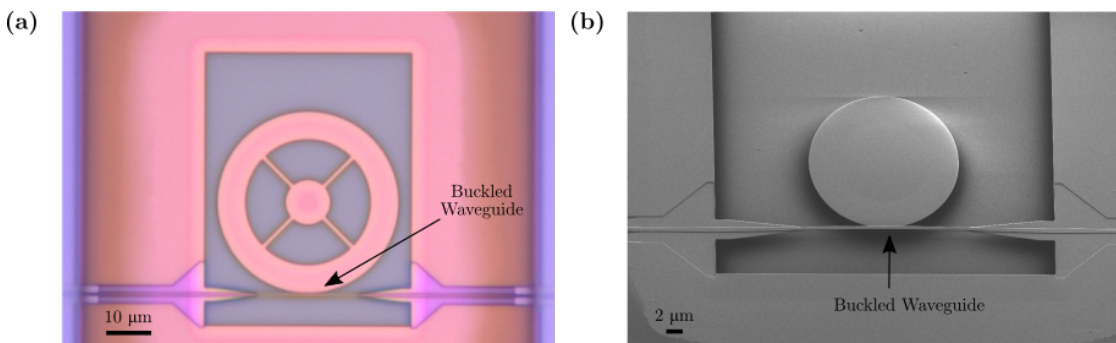 (a)
Buckled
Waveguide
10 μm
(b)
Buckled Waveguide
2 μm